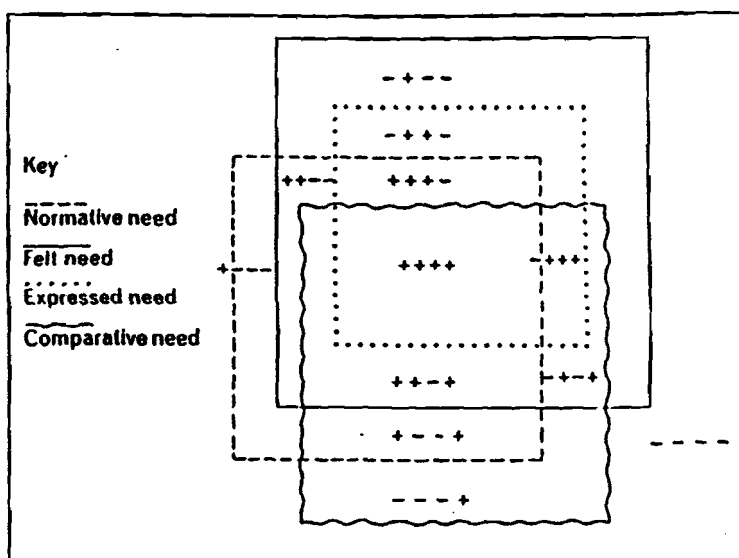 - + - -
- + + -
Key
+ + - -
+ + + -
Normative need
Felt need
+ - - -
+ + + +
- + + +
Expressed need
Comparative need
+ + - +
- + - +
+ - - +
- - - -
- - - +